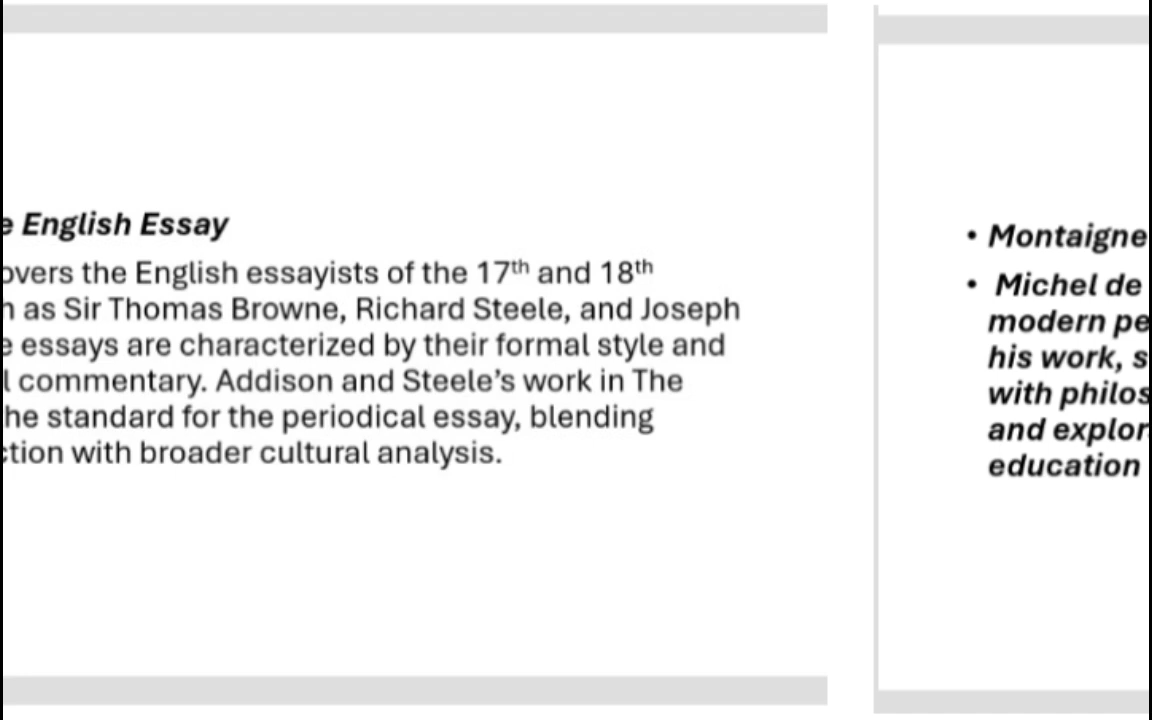 e English Essay
overs the English essayists of the 17th and 18th
as Sir Thomas Browne, Richard Steele, and Joseph
e essays are characterized by their formal style and
l commentary. Addison and Steele's work in The
he standard for the periodical essay, blending
ction with broader cultural analysis.
• Montaigne
• Michel de
modern pe
his work, s
with philos
and explor
education